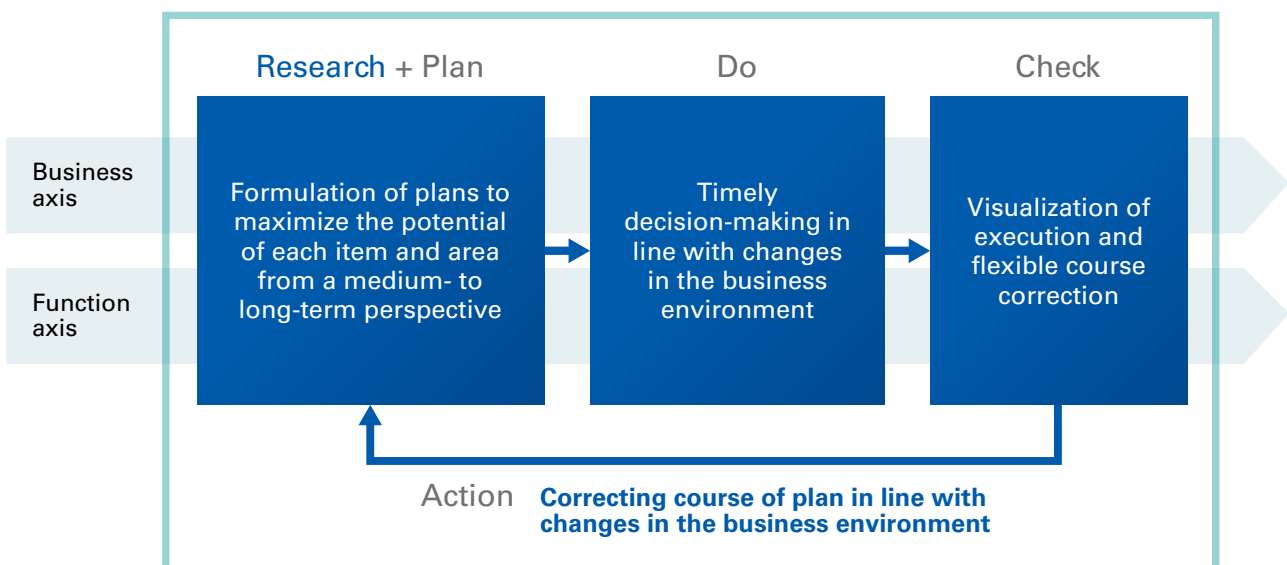 Research + Plan
Do
Check
Business
axis
Function
axis
Formulation of plans to
maximize the potential
of each item and area
from a medium- to
long-term perspective
Timely
decision-making in
line with changes
in the business
environment
Visualization of
execution and
flexible course
correction
Action
Correcting course of plan in line with
changes in the business environment